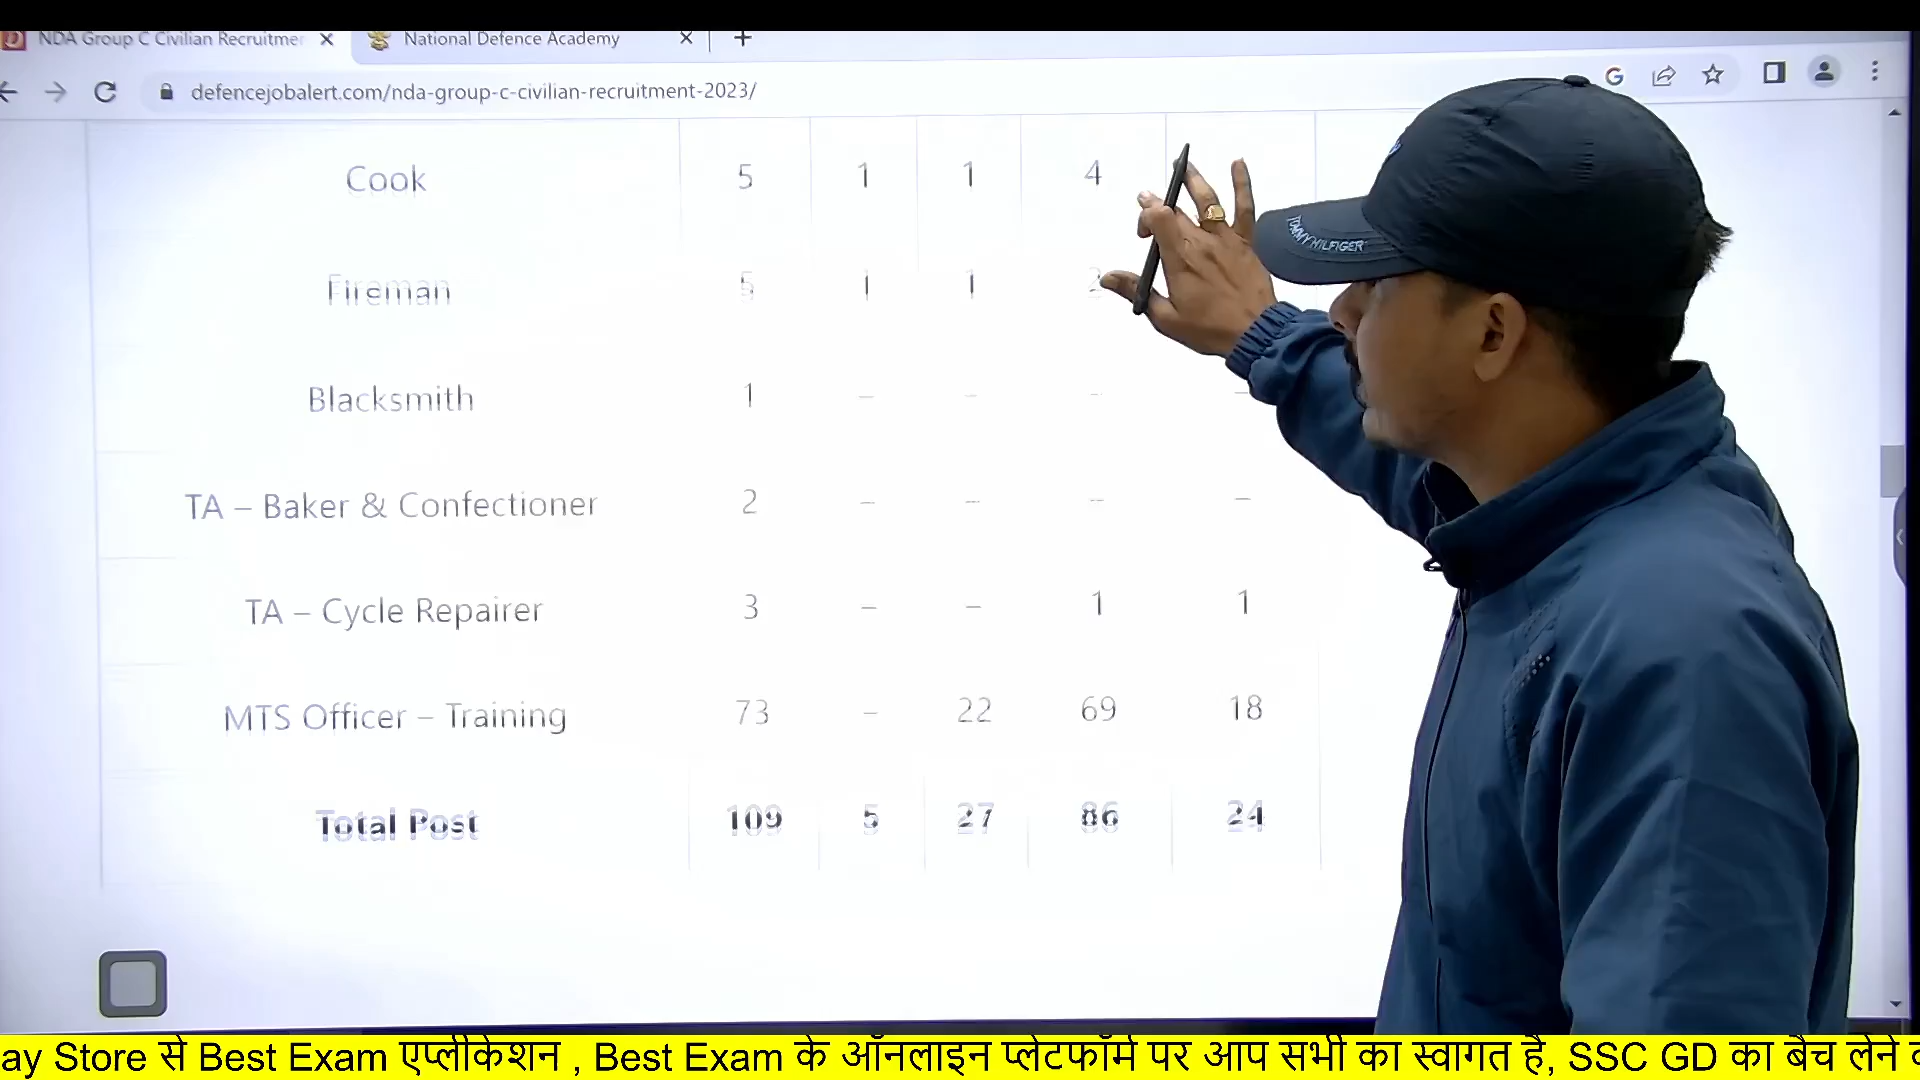 NDA Group C Civilian Recruitme
National Defence Academy
defencejobalert.com/nda-group-c-civilian-recruitment-2023/
Cook 5 1 1 4
Fireman 5 1 1 2
Blacksmith 1 – – – –
TA – Baker & Confectioner 2 – – – –
TA – Cycle Repairer 3 – – 1 1
MTS Officer – Training 73 – 22 69 18
Total Post 109 5 27 86 24
TOMMY HILFIGER
ay Store से Best Exam एप्लीकेशन , Best Exam के ऑनलाइन प्लेटफॉर्म पर आप सभी का स्वागत है, SSC GD का बैच लेने